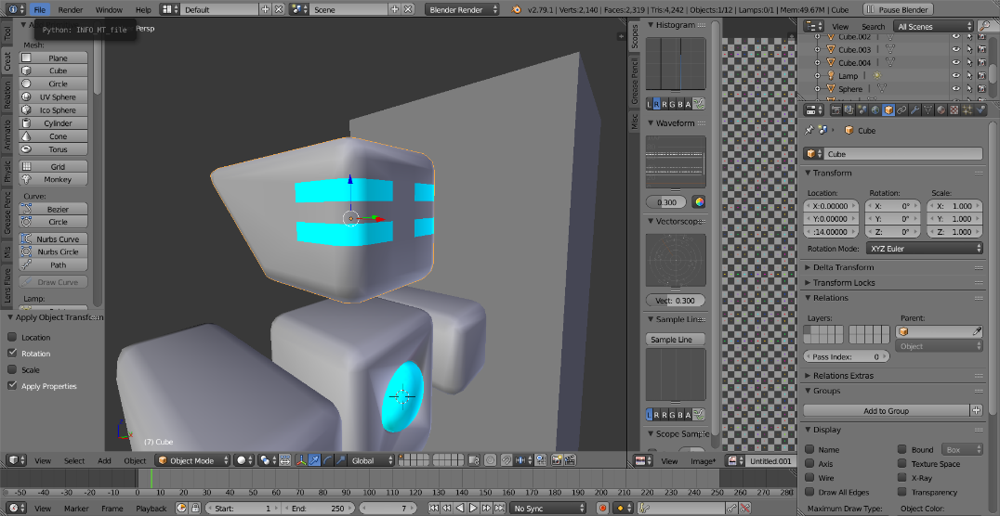 File Render Window Help Default Scene Blender Render v2.79.1 | Verts:2,140 | Faces:2,319 | Tris:4,242 | Objects:1/12 | Lamps:0/1 | Mem:49.67M | Cube Pause Blender
Python: INFO_MT_file
Persp
Tool
Creat
Relation
Animatio
Physic
Grease Penc
Mis
Lens Flare
Mesh:
Plane
Cube
Circle
UV Sphere
Ico Sphere
Cylinder
Cone
Torus
Grid
Monkey
Curve:
Bezier
Circle
Nurbs Curve
Nurbs Circle
Path
Draw Curve
Lamp:
Apply Object Transform
Location
Rotation
Scale
Apply Properties
(7) Cube
View Select Add Object Object Mode Global
Scopes
Grease Pencil
Misc
Histogram
L R R G B A
Waveform
0.300
Vectorscop
Vect: 0.300
Sample Line
Sample Line
L R R G B A
Scope Sample
View Image* Untitled.001
View Search All Scenes
Cube.002
Cube.003
Cube.004
Lamp
Sphere
Cube
Cube
Transform
Location: Rotation: Scale:
X:0.00000 X: 0° X: 1.000
Y:0.00000 Y: 0° Y: 1.000
:14.00000 Z: 0° Z: 1.000
Rotation Mode: XYZ Euler
Delta Transform
Transform Locks
Relations
Layers: Parent:
Object
Pass Index: 0
Relations Extras
Groups
Add to Group
Display
Name Bound Box
Axis Texture Space
Wire X-Ray
Draw All Edges Transparency
Maximum Draw Type: Object Color:
-50 -40 -30 -20 -10 0 10 20 30 40 50 60 70 80 90 100 110 120 130 140 150 160 170 180 190 200 210 220 230 240 250 260 270 280
View Marker Frame Playback Start: 1 End: 250 7 No Sync